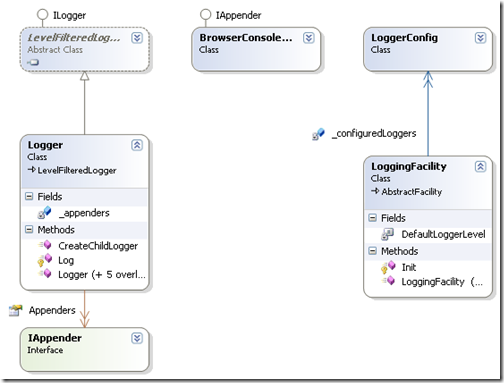 ILogger
LevelFilteredLog...
Abstract Class
IAppender
BrowserConsole...
Class
LoggerConfig
Class
_configuredLoggers
Logger
Class
LevelFilteredLogger
Fields
_appenders
Methods
CreateChildLogger
Log
Logger (+ 5 overl...
LoggingFacility
Class
AbstractFacility
Fields
DefaultLoggerLevel
Methods
Init
LoggingFacility (...
Appenders
IAppender
Interface